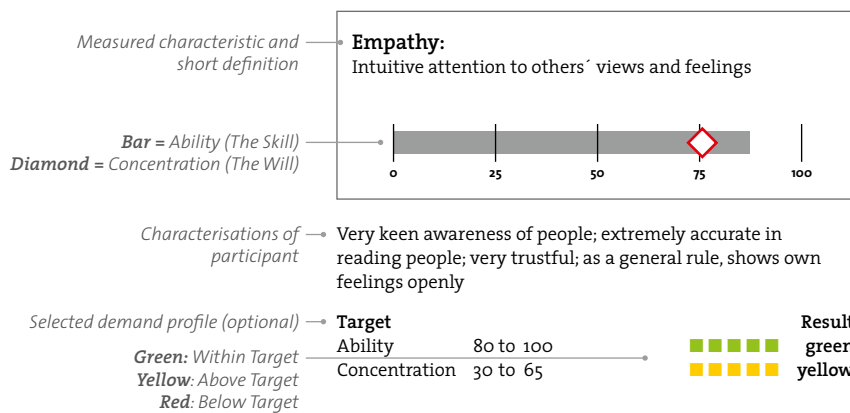 Measured characteristic and
short definition
Empathy:
Intuitive attention to others´ views and feelings
Bar = Ability (The Skill)
Diamond = Concentration (The Will)
0 25 50 75 100
Characterisations of
participant
Very keen awareness of people; extremely accurate in
reading people; very trustful; as a general rule, shows own
feelings openly
Selected demand profile (optional)
Target Result
Ability 80 to 100 green
Concentration 30 to 65 yellow
Green: Within Target
Yellow: Above Target
Red: Below Target